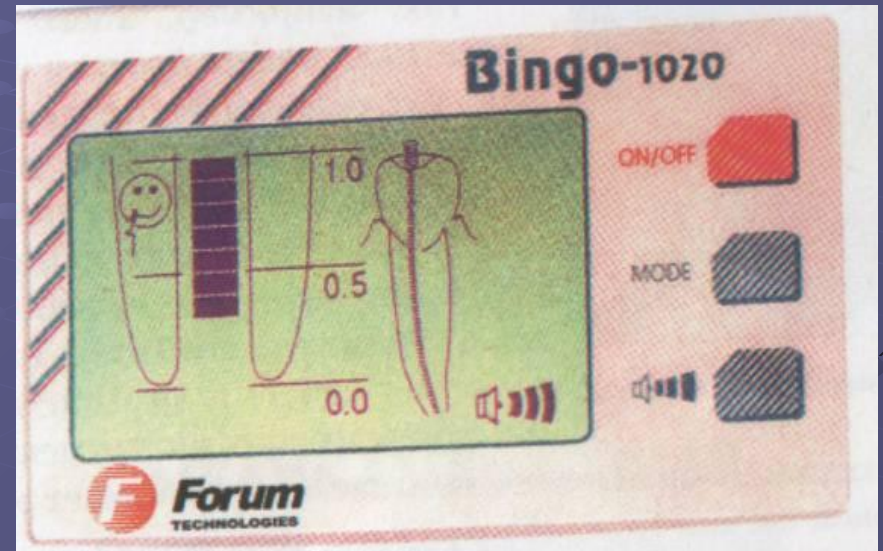 Bingo-1020
ON/OFF
1.0
MODE
0.5
0.0
F Forum
TECHNOLOGIES